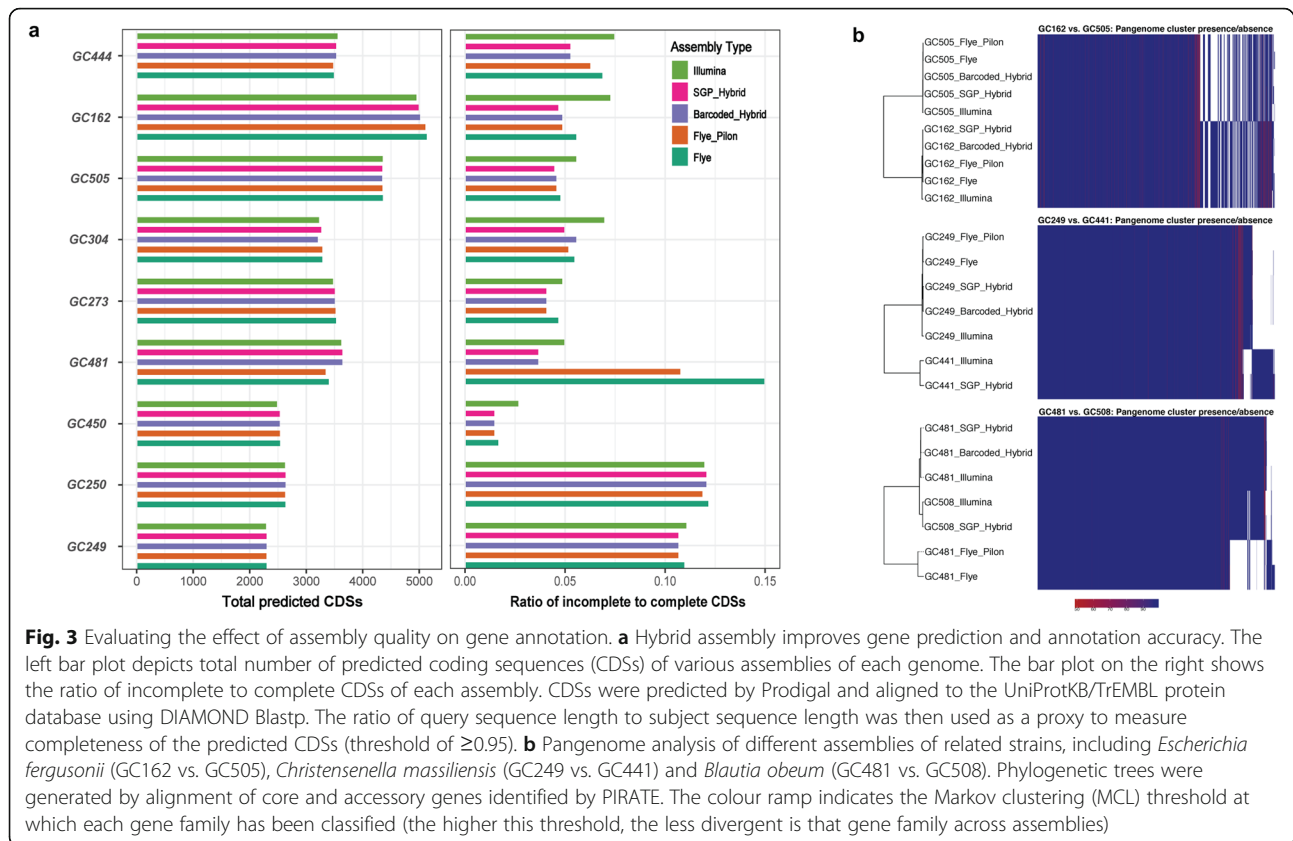 a
GC444
GC162
GC505
GC304
GC273
GC481
GC450
GC250
GC249
0 1000 2000 3000 4000 5000
Total predicted CDSs
Assembly Type
Illumina
SGP_Hybrid
Barcoded_Hybrid
Flye_Pilon
Flye
0.00 0.05 0.10 0.15
Ratio of incomplete to complete CDSs
b
GC162 vs. GC505: Pangenome cluster presence/absence
GC505_Flye_Pilon
GC505_Flye
GC505_Barcoded_Hybrid
GC505_SGP_Hybrid
GC505_Illumina
GC162_SGP_Hybrid
GC162_Barcoded_Hybrid
GC162_Flye_Pilon
GC162_Flye
GC162_Illumina
GC249 vs. GC441: Pangenome cluster presence/absence
GC249_Flye_Pilon
GC249_Flye
GC249_SGP_Hybrid
GC249_Barcoded_Hybrid
GC249_Illumina
GC441_Illumina
GC441_SGP_Hybrid
GC481 vs. GC508: Pangenome cluster presence/absence
GC481_SGP_Hybrid
GC481_Barcoded_Hybrid
GC481_Illumina
GC508_Illumina
GC508_SGP_Hybrid
GC481_Flye_Pilon
GC481_Flye
Fig. 3 Evaluating the effect of assembly quality on gene annotation. a Hybrid assembly improves gene prediction and annotation accuracy. The
left bar plot depicts total number of predicted coding sequences (CDSs) of various assemblies of each genome. The bar plot on the right shows
the ratio of incomplete to complete CDSs of each assembly. CDSs were predicted by Prodigal and aligned to the UniProtKB/TrEMBL protein
database using DIAMOND Blastp. The ratio of query sequence length to subject sequence length was then used as a proxy to measure
completeness of the predicted CDSs (threshold of ≥0.95). b Pangenome analysis of different assemblies of related strains, including Escherichia
fergusonii (GC162 vs. GC505), Christensenella massiliensis (GC249 vs. GC441) and Blautia obeum (GC481 vs. GC508). Phylogenetic trees were
generated by alignment of core and accessory genes identified by PIRATE. The colour ramp indicates the Markov clustering (MCL) threshold at
which each gene family has been classified (the higher this threshold, the less divergent is that gene family across assemblies)